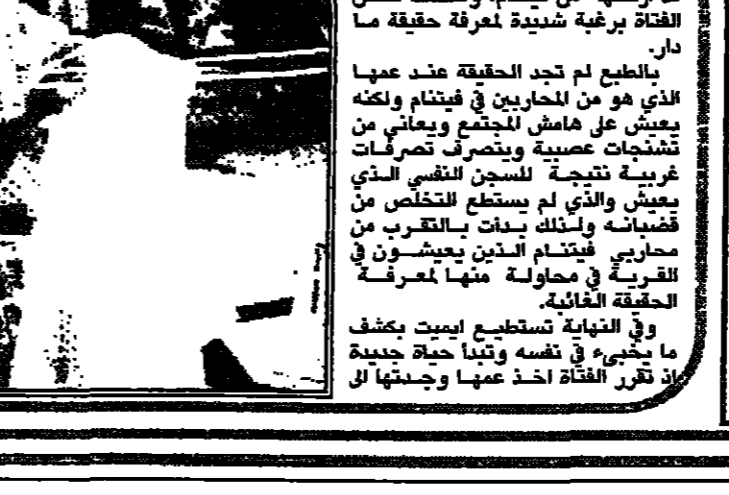 الفتاة برغبة شديدة لمعرفة حقيقة ما
دار.
بالطبع لم تجد الحقيقة عند عمها
الذي هو من المحاربين في فيتنام ولكنه
يعيش على هامش المجتمع ويعاني من
تشنجات عصبية ويتصرف تصرفات
غريبة نتيجة للسجن النفسي الذي
يعيش والذي لم يستطع التخلص من
قضبانه ولذلك بدأت بالتقرب من
محاربي فيتنام الذين يعيشون في
القرية في محاولة منها لمعرفة
الحقيقة الغائبة.
وفي النهاية تستطيع ايميت بكشف
ما يخبىء في نفسه وتبدأ حياة جديدة
إذ تقرر الفتاة اخذ عمها وجدتها الى